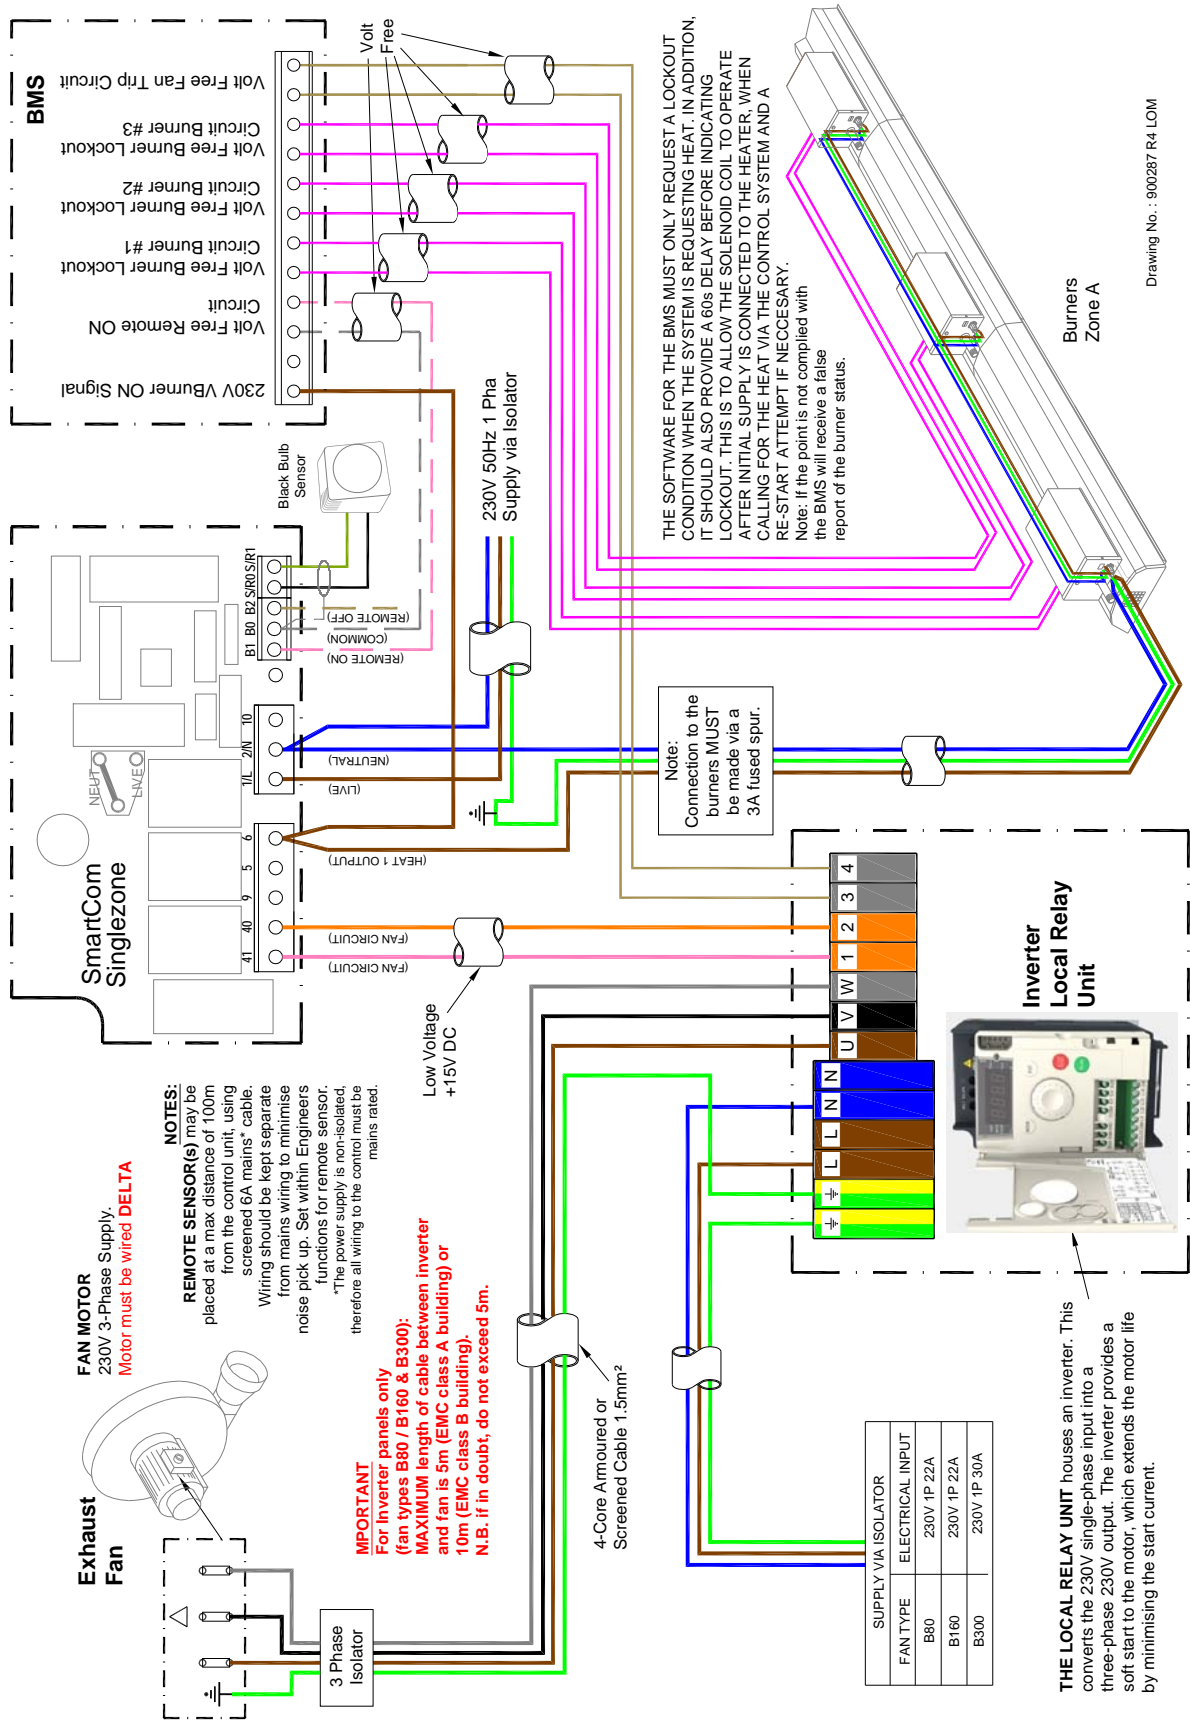 BMS
Volt Free Fan Trip Circuit
Circuit Burner #3
Volt Free Burner Lockout
Circuit Burner #2
Volt Free Burner Lockout
Circuit Burner #1
Volt Free Burner Lockout
Circuit
Volt Free Remote ON
230V VBurner ON Signal
Volt
Free
Black Bulb
Sensor
SmartCom
Singlezone
NEUT
LIVE
41
40
9
5
6
1/L
2/N
10
B1
B0
B2
S/R0
S/R1
(FAN CIRCUIT)
(FAN CIRCUIT)
(HEAT 1 OUTPUT)
(LIVE)
(NEUTRAL)
(REMOTE ON)
(COMMON)
(REMOTE OFF)
230V 50Hz 1 Pha
Supply via Isolator
Low Voltage
+15V DC
THE SOFTWARE FOR THE BMS MUST ONLY REQUEST A LOCKOUT
CONDITION WHEN THE SYSTEM IS REQUESTING HEAT. IN ADDITION,
IT SHOULD ALSO PROVIDE A 60s DELAY BEFORE INDICATING
LOCKOUT. THIS IS TO ALLOW THE SOLENOID COIL TO OPERATE
AFTER INITIAL SUPPLY IS CONNECTED TO THE HEATER, WHEN
CALLING FOR THE HEAT VIA THE CONTROL SYSTEM AND A
RE-START ATTEMPT IF NECCESARY.
Note: If the point is not complied with
the BMS will receive a false
report of the burner status.
Note:
Connection to the
burners MUST
be made via a
3A fused spur.
Burners
Zone A
Drawing No. : 900287 R4 LOM
FAN MOTOR
230V 3-Phase Supply.
Motor must be wired DELTA
NOTES:
REMOTE SENSOR(s) may be
placed at a max distance of 100m
from the control unit, using
screened 6A mains* cable.
Wiring should be kept separate
from mains wiring to minimise
noise pick up. Set within Engineers
functions for remote sensor.
*The power supply is non-isolated,
therefore all wiring to the control must be
mains rated.
MPORTANT
For Inverter panels only
(fan types B80 / B160 & B300):
MAXIMUM length of cable between inverter
and fan is 5m (EMC class A building) or
10m (EMC class B building).
N.B. if in doubt, do not exceed 5m.
Exhaust
Fan
3 Phase
Isolator
4-Core Armoured or
Screened Cable 1.5mm²
L
L
N
N
U
V
W
1
2
3
4
Inverter
Local Relay
Unit
SUPPLY VIA ISOLATOR
FAN TYPE ELECTRICAL INPUT
B80 230V 1P 22A
B160 230V 1P 22A
B300 230V 1P 30A
THE LOCAL RELAY UNIT houses an inverter. This
converts the 230V single-phase input into a
three-phase 230V output. The inverter provides a
soft start to the motor, which extends the motor life
by minimising the start current.